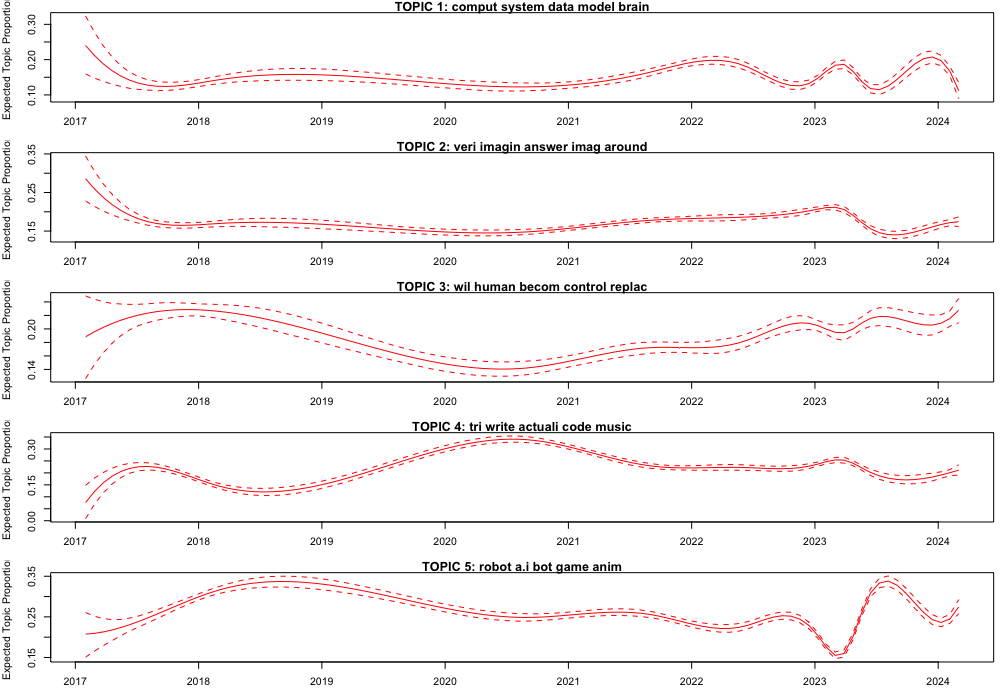 TOPIC 1: comput system data model brain
Expected Topic Proportio
0.30
0.20
0.10
2017 2018 2019 2020 2021 2022 2023 2024
TOPIC 2: veri imagin answer imag around
Expected Topic Proportio
0.35
0.25
0.15
2017 2018 2019 2020 2021 2022 2023 2024
TOPIC 3: wil human becom control replac
Expected Topic Proportio
0.20
0.14
2017 2018 2019 2020 2021 2022 2023 2024
TOPIC 4: tri write actuali code music
Expected Topic Proportio
0.30
0.15
0.00
2017 2018 2019 2020 2021 2022 2023 2024
TOPIC 5: robot a.i bot game anim
Expected Topic Proportio
0.35
0.25
0.15
2017 2018 2019 2020 2021 2022 2023 2024